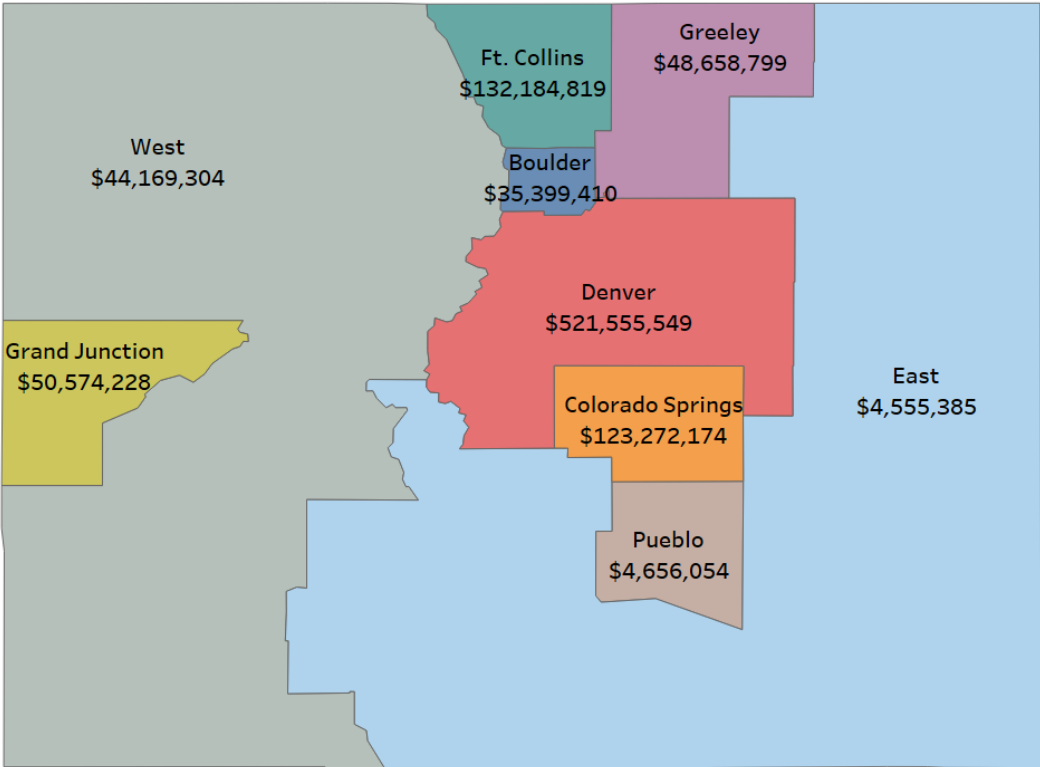 Greeley
$48,658,799
Ft. Collins
$132,184,819
West
$44,169,304
Boulder
$35,399,410
Denver
$521,555,549
Grand Junction
$50,574,228
East
$4,555,385
Colorado Springs
$123,272,174
Pueblo
$4,656,054